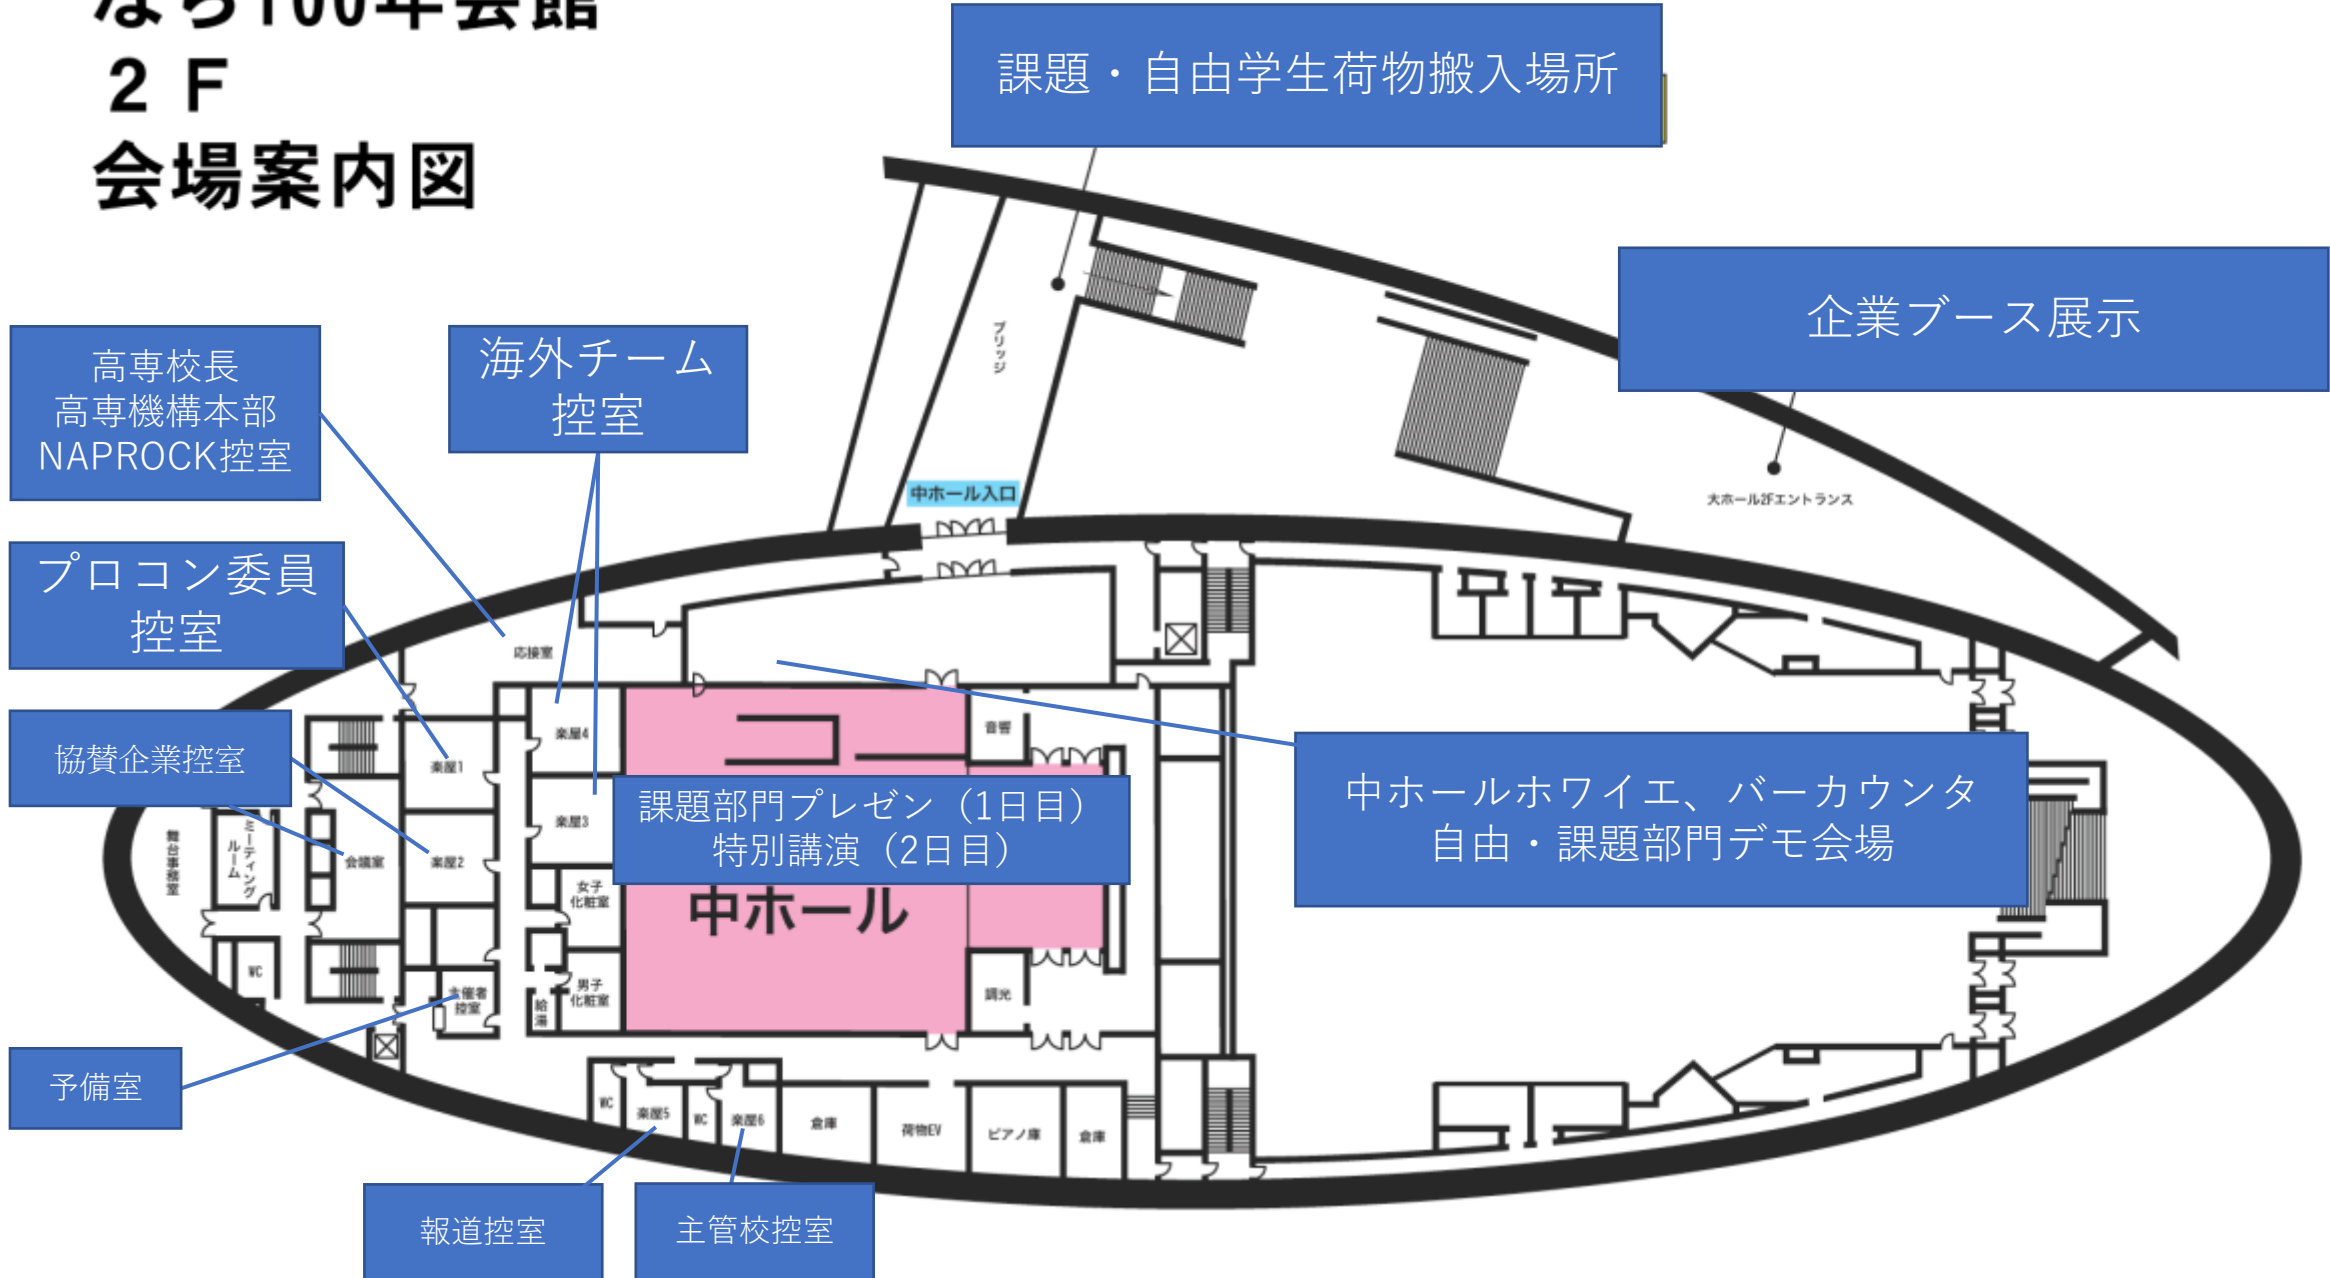 なら100年会館
２Ｆ
会場案内図
課題・自由学生荷物搬入場所
企業ブース展示
高専校長
高専機構本部
NAPROCK控室
海外チーム
控室
ブリッジ
中ホール入口
大ホール2Fエントランス
プロコン委員
控室
応接室
協賛企業控室
楽屋1
楽屋4
音響
中ホールホワイエ、バーカウンタ
自由・課題部門デモ会場
課題部門プレゼン（1日目）
特別講演（2日目）
舞台事務室
ミーティング
ルーム
会議室
楽屋2
楽屋3
女子
化粧室
中ホール
WC
主催者
控室
給湯
男子
化粧室
調光
予備室
WC
楽屋5
WC
楽屋6
倉庫
荷物EV
ピアノ庫
倉庫
報道控室
主管校控室